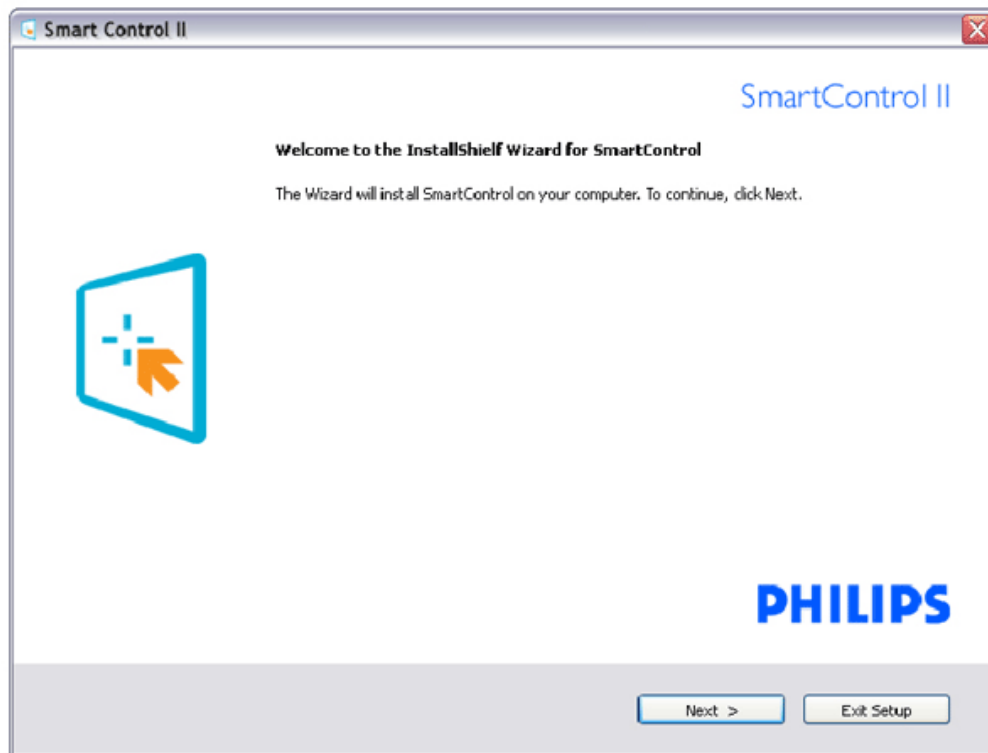 Smart Control II
SmartControl II
Welcome to the InstallShield Wizard for SmartControl
The Wizard will install SmartControl on your computer. To continue, click Next.
PHILIPS
Next >
Exit Setup